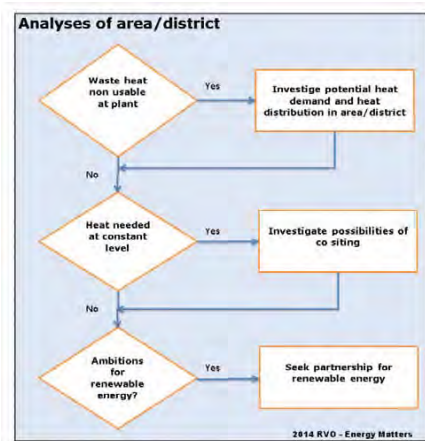 Analyses of area/district
Waste heat
non usable
at plant
Yes
Investige potential heat
demand and heat
distribution in area/district
No
Heat needed
at constant
level
Yes
Investigate possibilities of
co siting
No
Ambitions
for
renewable
energy?
Yes
Seek partnership for
renewable energy
2014 RVO - Energy Matters